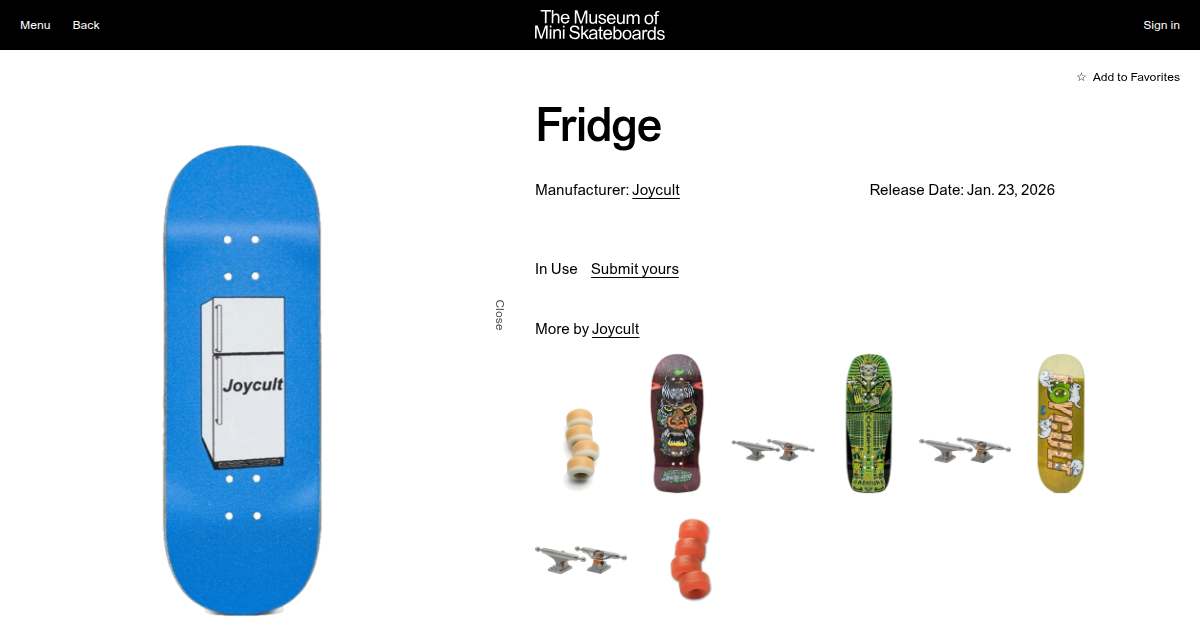 Menu
Back
The Museum of
Mini Skateboards
Sign in
☆ Add to Favorites
Fridge
Manufacturer: Joycult
Release Date: Jan. 23, 2026
Joycult
In Use
Submit yours
Close
More by Joycult